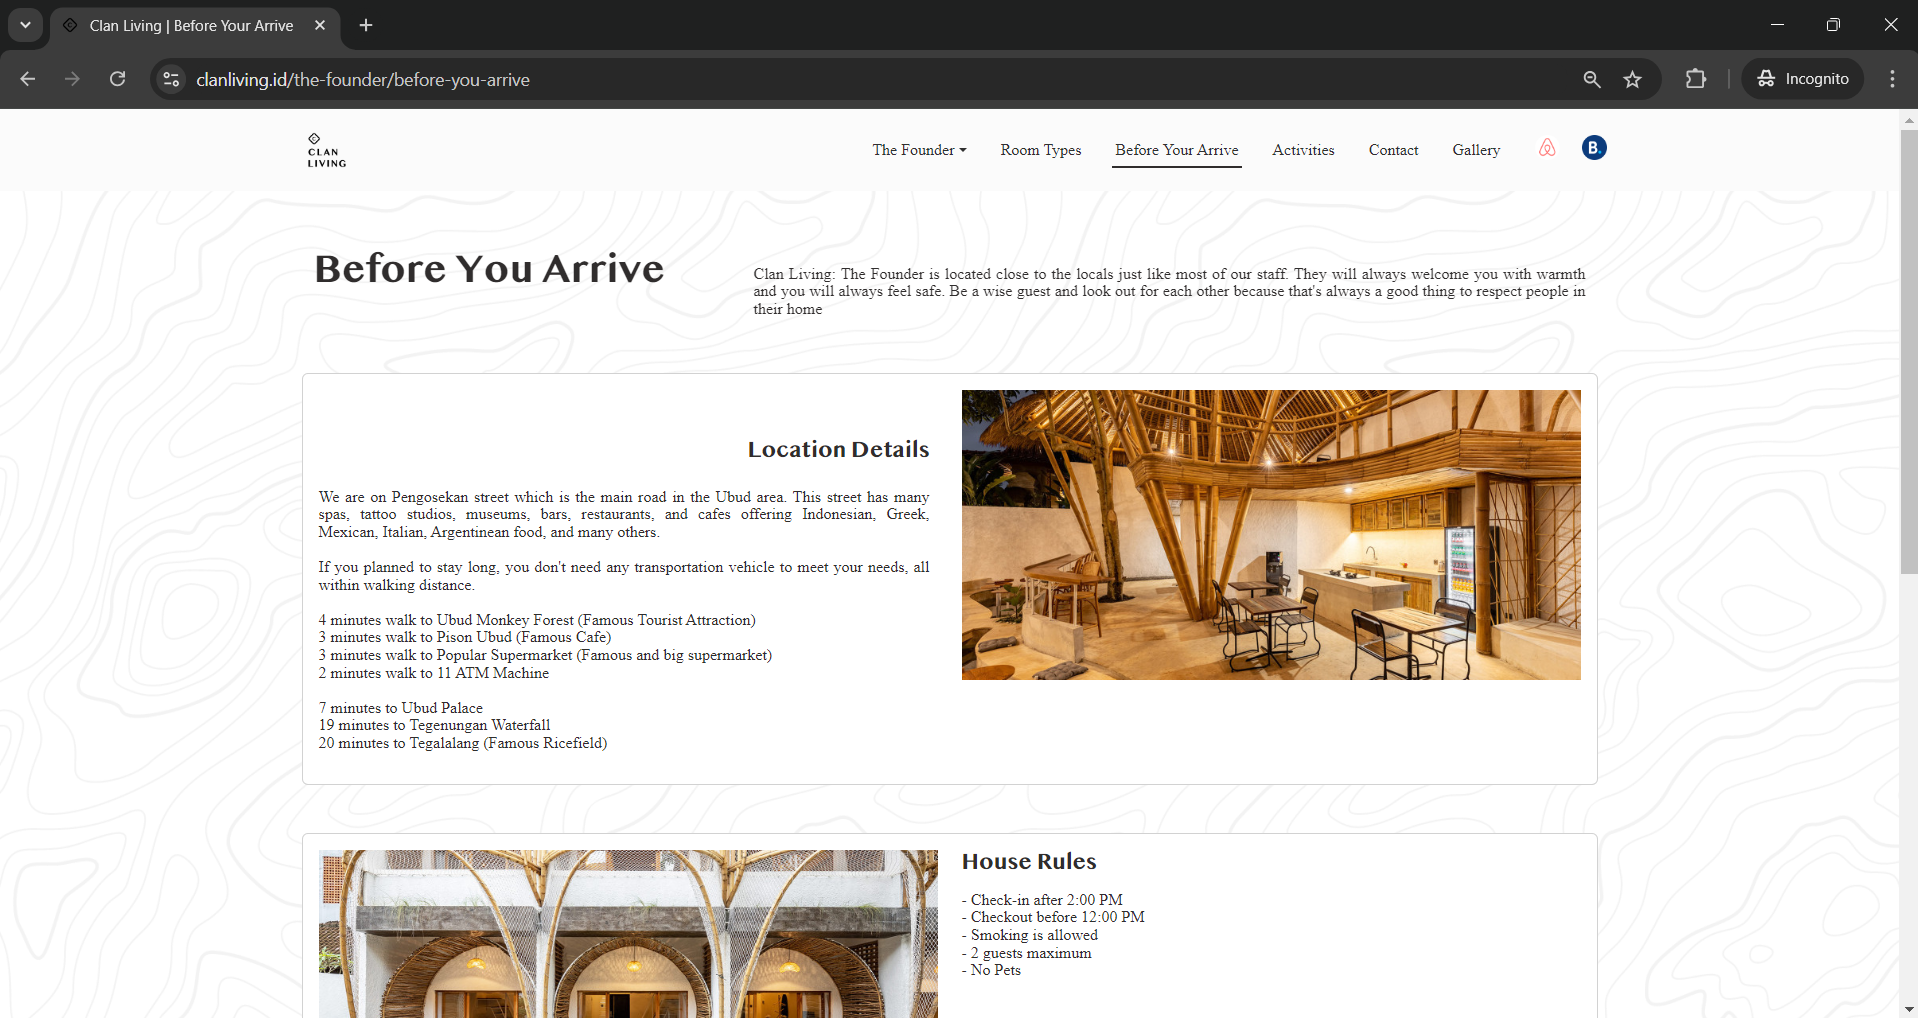 Clan Living | Before Your Arrive
clanliving.id/the-founder/before-you-arrive
Incognito
CLAN
LIVING
The Founder
Room Types
Before Your Arrive
Activities
Contact
Gallery
B.
Before You Arrive
Clan Living: The Founder is located close to the locals just like most of our staff. They will always welcome you with warmth
and you will always feel safe. Be a wise guest and look out for each other because that's always a good thing to respect people in
their home
Location Details
We are on Pengosekan street which is the main road in the Ubud area. This street has many
spas, tattoo studios, museums, bars, restaurants, and cafes offering Indonesian, Greek,
Mexican, Italian, Argentinean food, and many others.
If you planned to stay long, you don't need any transportation vehicle to meet your needs, all
within walking distance.
4 minutes walk to Ubud Monkey Forest (Famous Tourist Attraction)
3 minutes walk to Pison Ubud (Famous Cafe)
3 minutes walk to Popular Supermarket (Famous and big supermarket)
2 minutes walk to 11 ATM Machine
7 minutes to Ubud Palace
19 minutes to Tegenungan Waterfall
20 minutes to Tegalalang (Famous Ricefield)
House Rules
- Check-in after 2:00 PM
- Checkout before 12:00 PM
- Smoking is allowed
- 2 guests maximum
- No Pets